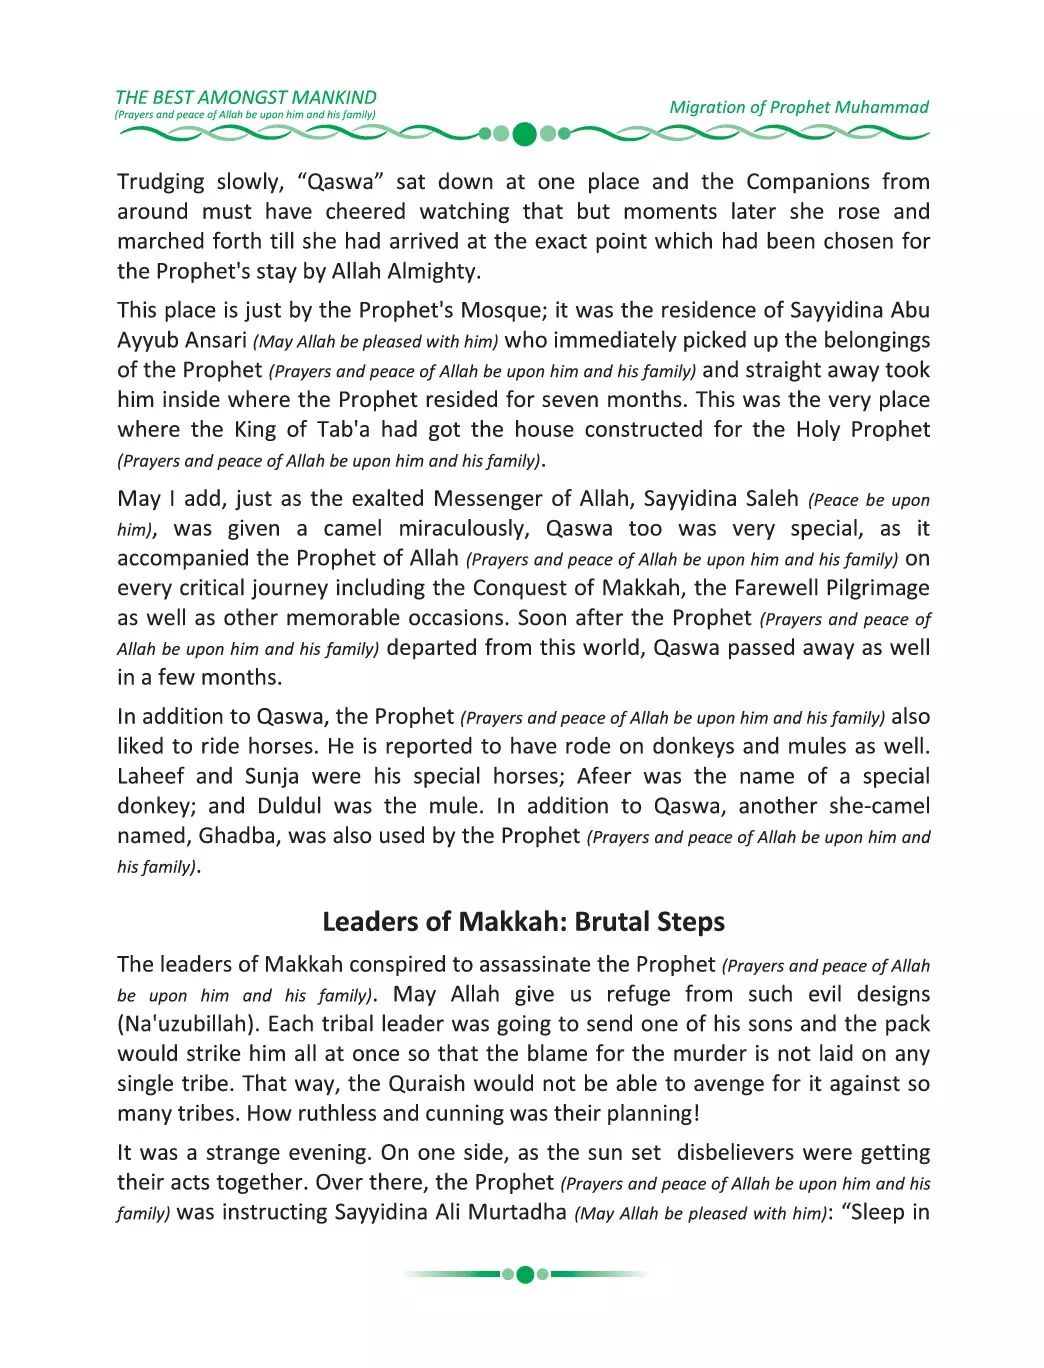 THE BEST AMONGST MANKIND
(Prayers and peace of Allah be upon him and his family)
Migration of Prophet Muhammad
Trudging slowly, “Qaswa” sat down at one place and the Companions from
around must have cheered watching that but moments later she rose and
marched forth till she had arrived at the exact point which had been chosen for
the Prophet's stay by Allah Almighty.
This place is just by the Prophet's Mosque; it was the residence of Sayyidina Abu
Ayyub Ansari (May Allah be pleased with him) who immediately picked up the belongings
of the Prophet (Prayers and peace of Allah be upon him and his family) and straight away took
him inside where the Prophet resided for seven months. This was the very place
where the King of Tab'a had got the house constructed for the Holy Prophet
(Prayers and peace of Allah be upon him and his family).
May I add, just as the exalted Messenger of Allah, Sayyidina Saleh (Peace be upon
him), was given a camel miraculously, Qaswa too was very special, as it
accompanied the Prophet of Allah (Prayers and peace of Allah be upon him and his family) on
every critical journey including the Conquest of Makkah, the Farewell Pilgrimage
as well as other memorable occasions. Soon after the Prophet (Prayers and peace of
Allah be upon him and his family) departed from this world, Qaswa passed away as well
in a few months.
In addition to Qaswa, the Prophet (Prayers and peace of Allah be upon him and his family) also
liked to ride horses. He is reported to have rode on donkeys and mules as well.
Laheef and Sunja were his special horses; Afeer was the name of a special
donkey; and Duldul was the mule. In addition to Qaswa, another she-camel
named, Ghadba, was also used by the Prophet (Prayers and peace of Allah be upon him and
his family).
Leaders of Makkah: Brutal Steps
The leaders of Makkah conspired to assassinate the Prophet (Prayers and peace of Allah
be upon him and his family). May Allah give us refuge from such evil designs
(Na'uzubillah). Each tribal leader was going to send one of his sons and the pack
would strike him all at once so that the blame for the murder is not laid on any
single tribe. That way, the Quraish would not be able to avenge for it against so
many tribes. How ruthless and cunning was their planning!
It was a strange evening. On one side, as the sun set disbelievers were getting
their acts together. Over there, the Prophet (Prayers and peace of Allah be upon him and his
family) was instructing Sayyidina Ali Murtadha (May Allah be pleased with him): “Sleep in